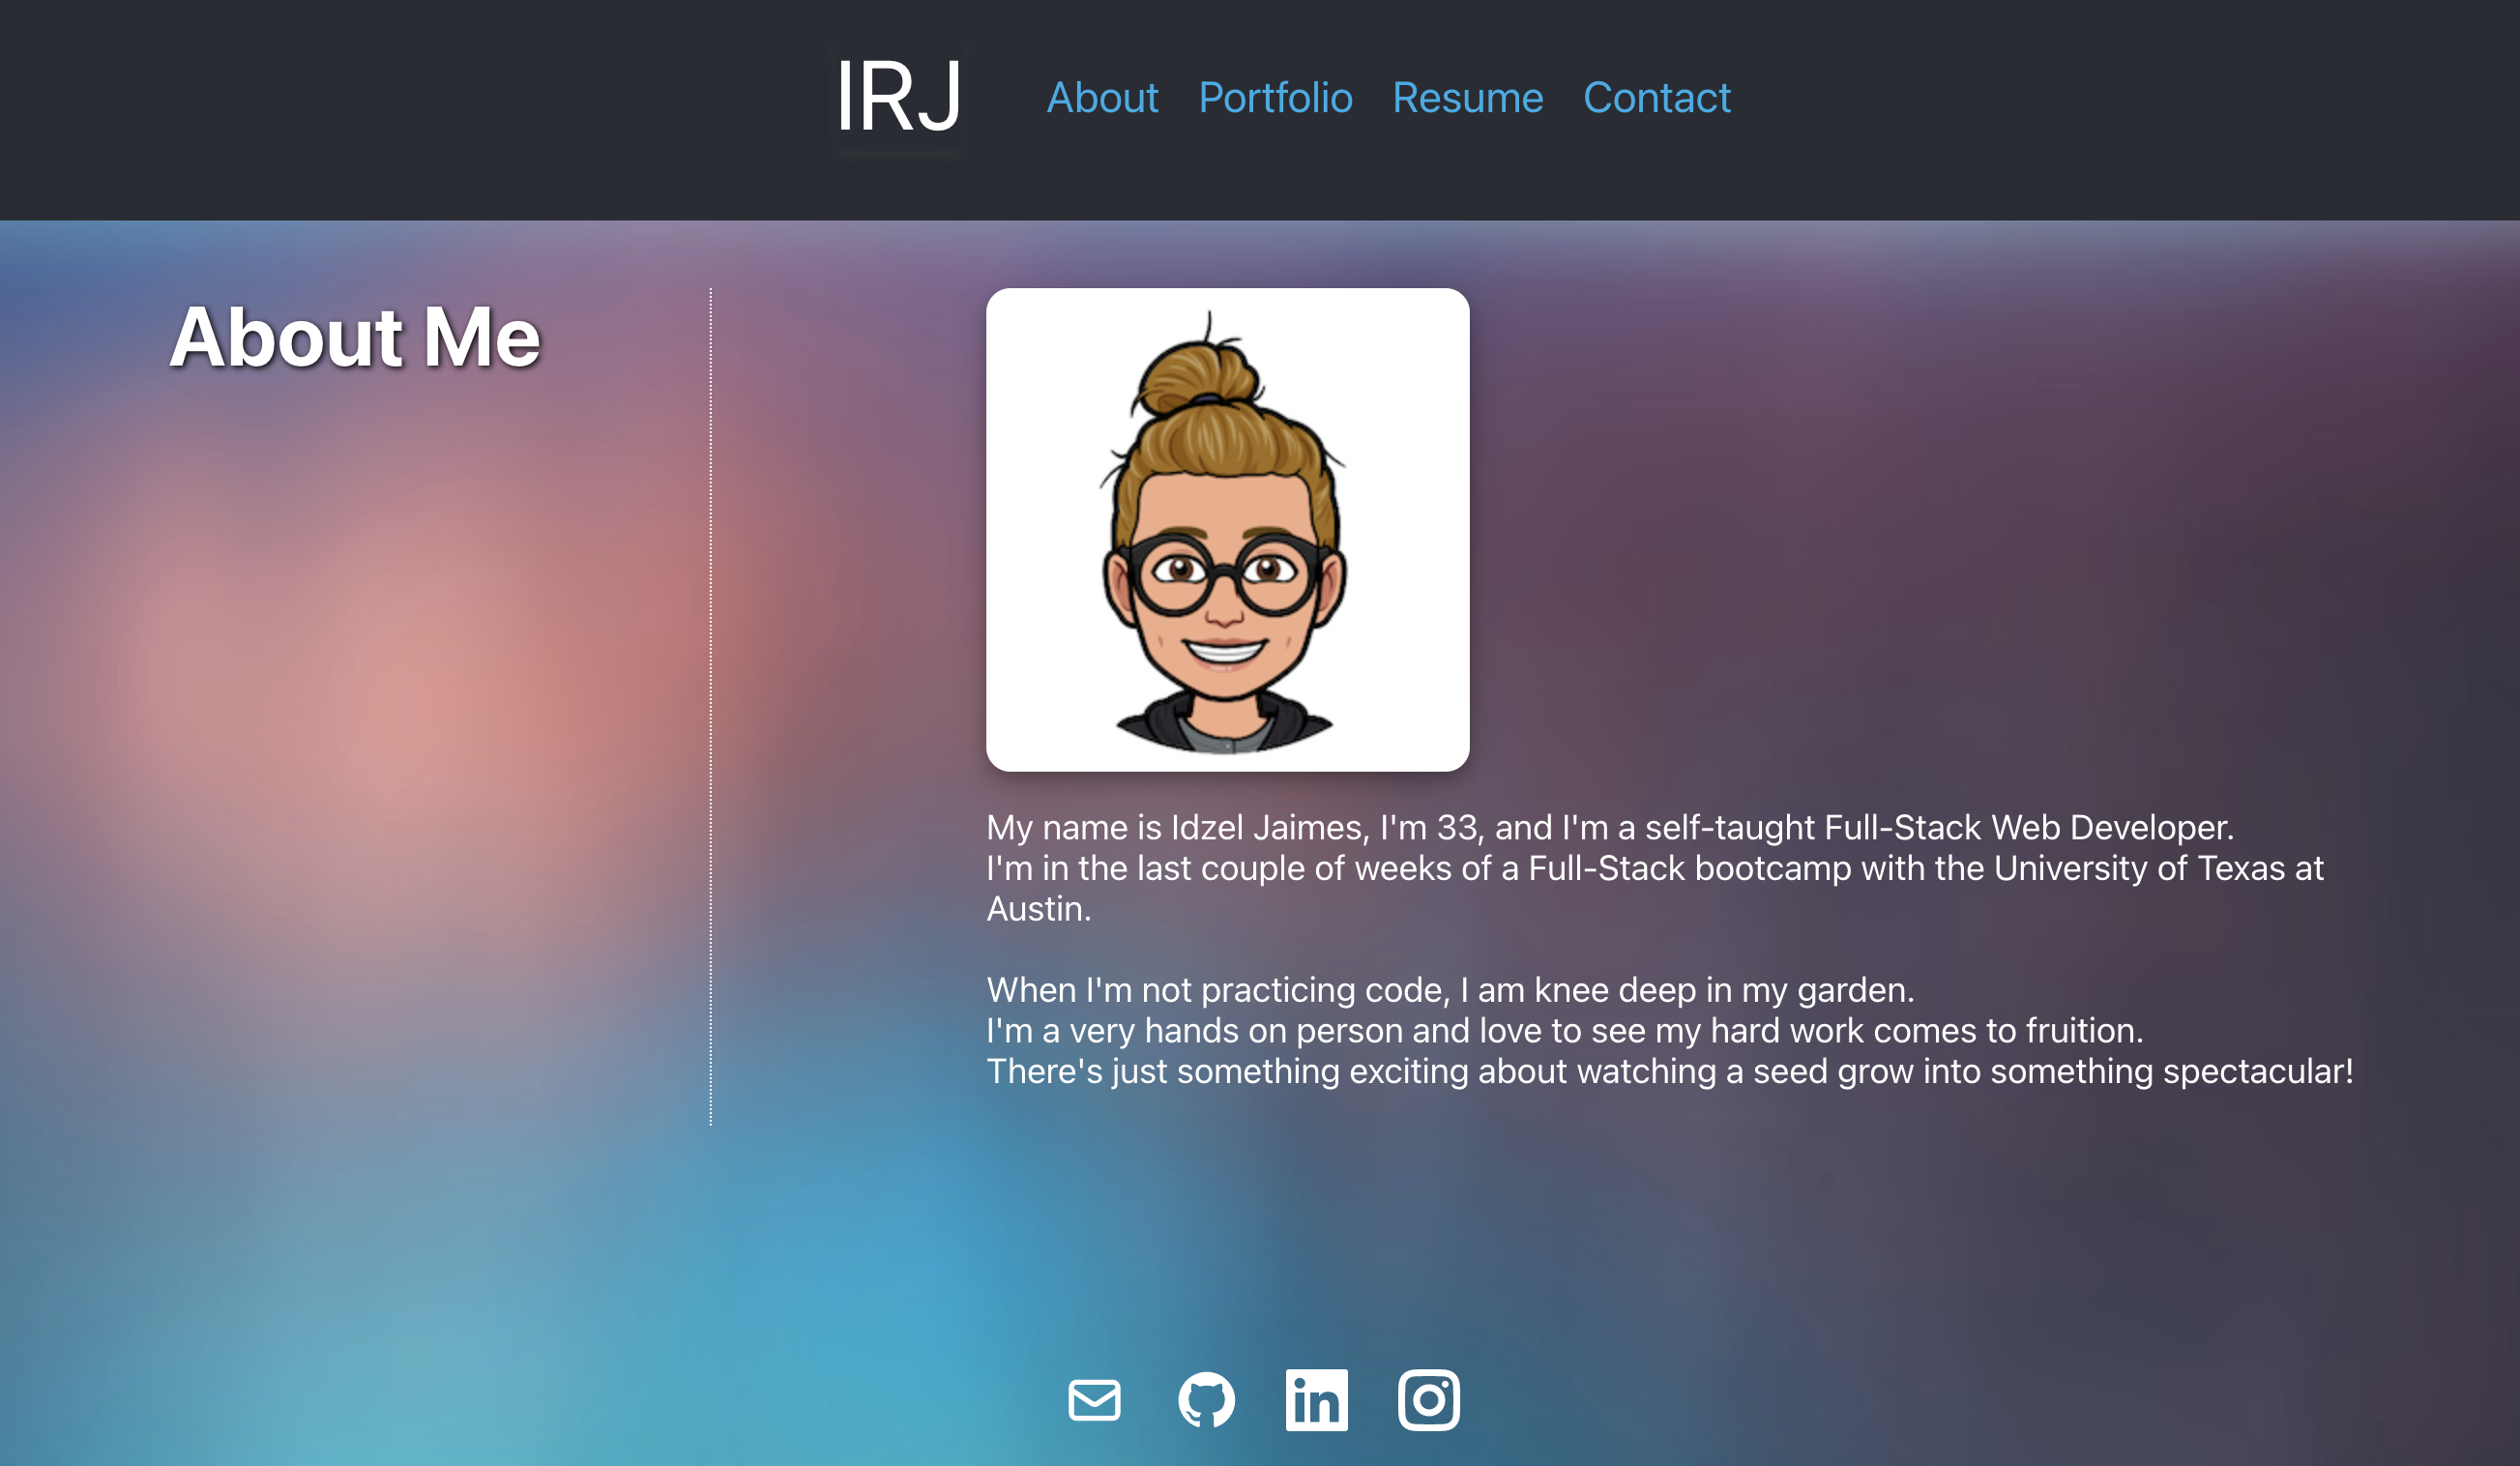 IRJ
About Portfolio Resume Contact
About Me
My name is Idzel Jaimes, I'm 33, and I'm a self-taught Full-Stack Web Developer.
I'm in the last couple of weeks of a Full-Stack bootcamp with the University of Texas at
Austin.
When I'm not practicing code, I am knee deep in my garden.
I'm a very hands on person and love to see my hard work comes to fruition.
There's just something exciting about watching a seed grow into something spectacular!
in